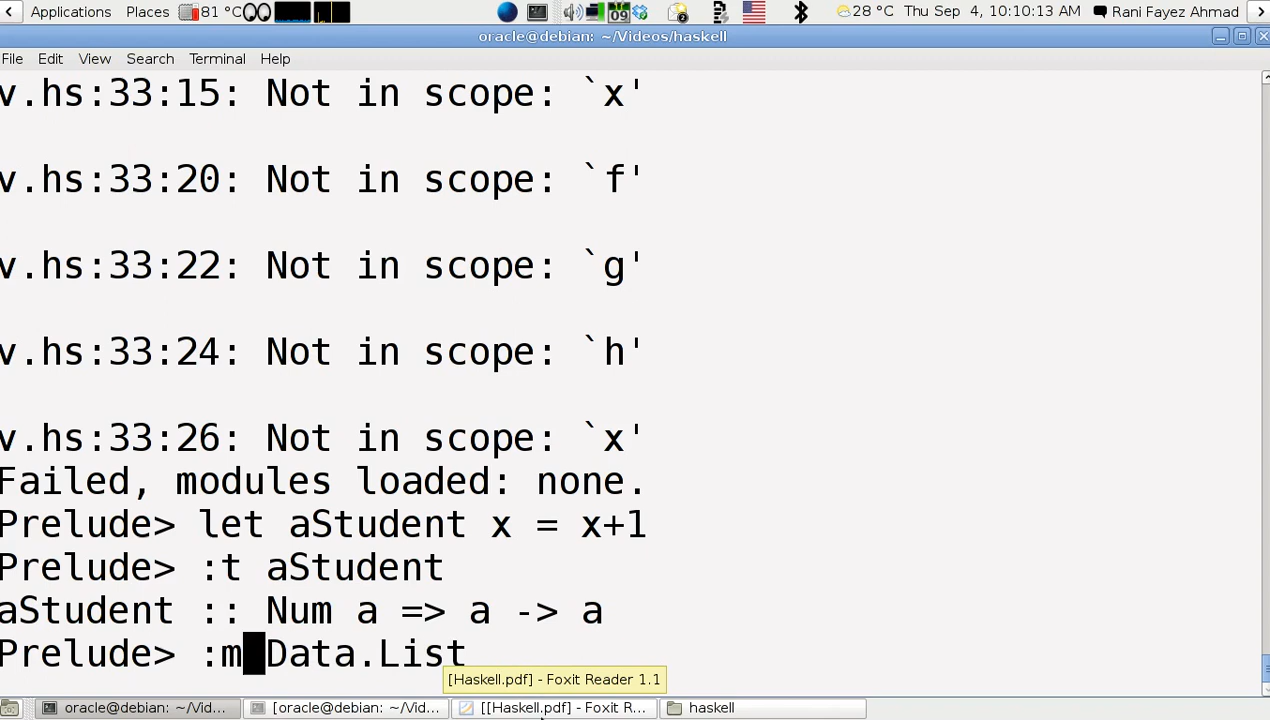 Applications Places 81 °C 09 28 °C Thu Sep 4, 10:10:13 AM Rani Fayez Ahmad
oracle@debian: ~/Videos/haskell
File Edit View Search Terminal Help
v.hs:33:15: Not in scope: `x'
v.hs:33:20: Not in scope: `f'
v.hs:33:22: Not in scope: `g'
v.hs:33:24: Not in scope: `h'
v.hs:33:26: Not in scope: `x'
Failed, modules loaded: none.
Prelude> let aStudent x = x+1
Prelude> :t aStudent
aStudent :: Num a => a -> a
Prelude> :m Data.List
[Haskell.pdf] - Foxit Reader 1.1
oracle@debian: ~/Vid... [oracle@debian: ~/Vid... [[Haskell.pdf] - Foxit R... haskell